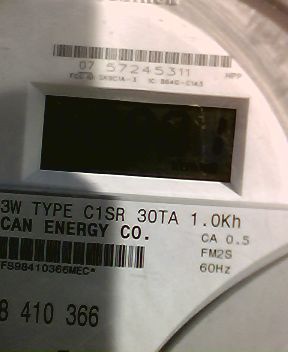 07 57245311
HPP
3W TYPE C1SR 30TA 1.0Kh
CAN ENERGY CO.
CA 0.5
FM2S
60Hz
*FS98410366MEC*
8 410 366